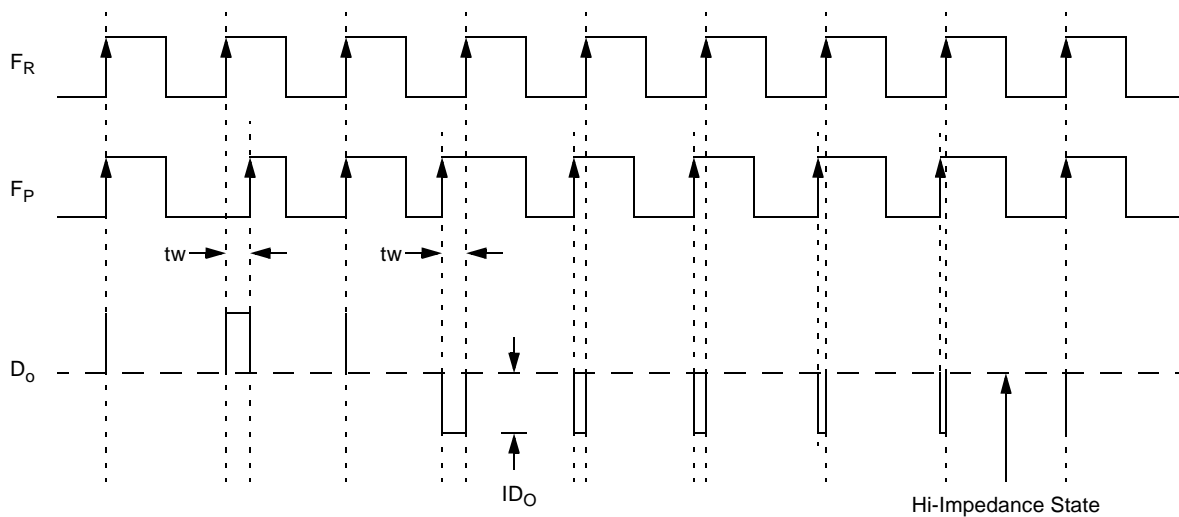 F_R
F_P
tw
tw
D_o
ID_O
Hi-Impedance State